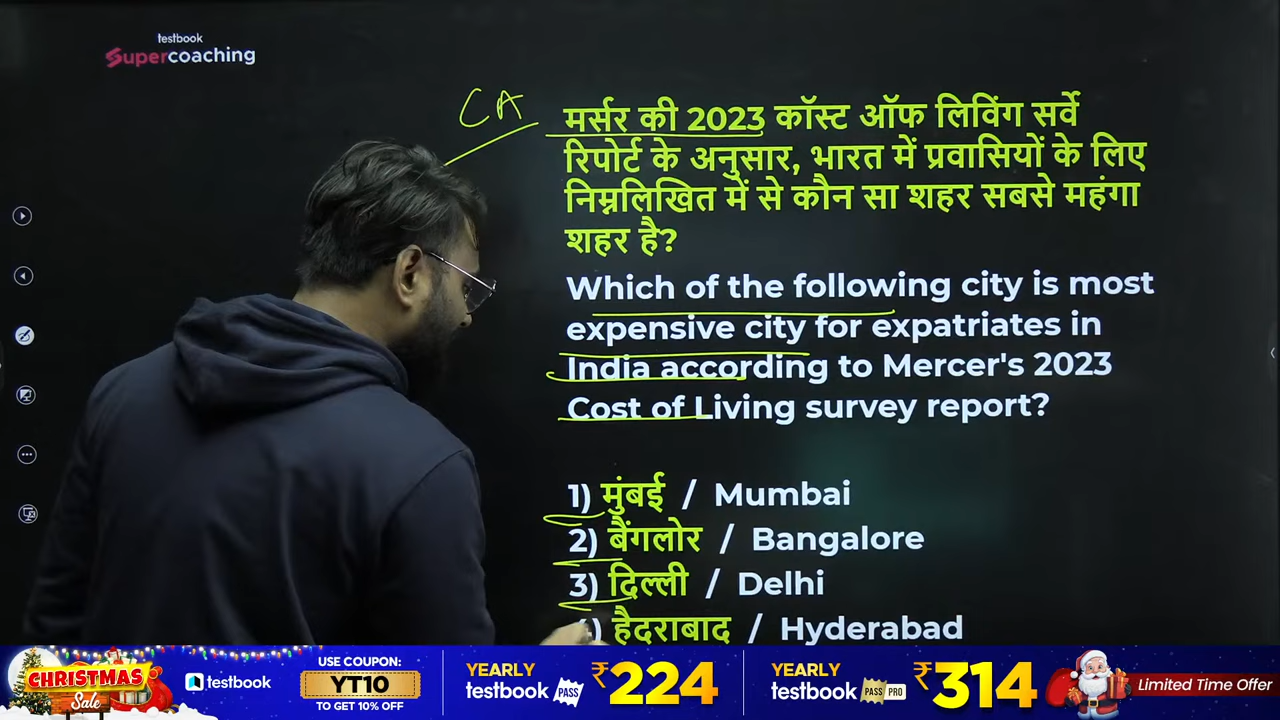 testbook
Supercoaching
CA
मर्सर की 2023 कॉस्ट ऑफ लिविंग सर्वे
रिपोर्ट के अनुसार, भारत में प्रवासियों के लिए
निम्नलिखित में से कौन सा शहर सबसे महंगा
शहर है?
Which of the following city is most
expensive city for expatriates in
India according to Mercer's 2023
Cost of Living survey report?
1) मुंबई / Mumbai
2) बैंगलोर / Bangalore
3) दिल्ली / Delhi
4) हैदराबाद / Hyderabad
CHRISTMAS
Sale
testbook
USE COUPON:
YT10
TO GET 10% OFF
YEARLY
testbook PASS
₹224
YEARLY
testbook PASS PRO
₹314
Limited Time Offer